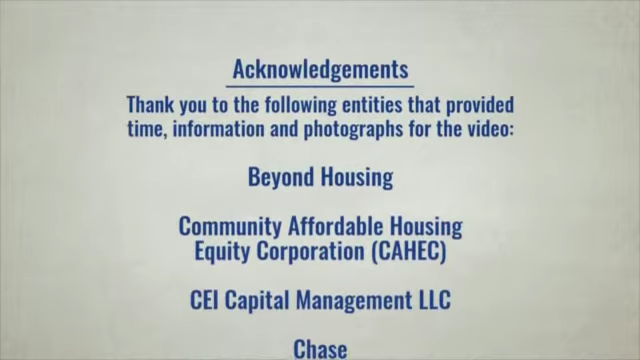 Acknowledgements
Thank you to the following entities that provided
time, information and photographs for the video:
Beyond Housing
Community Affordable Housing
Equity Corporation (CAHEC)
CEI Capital Management LLC
Chase